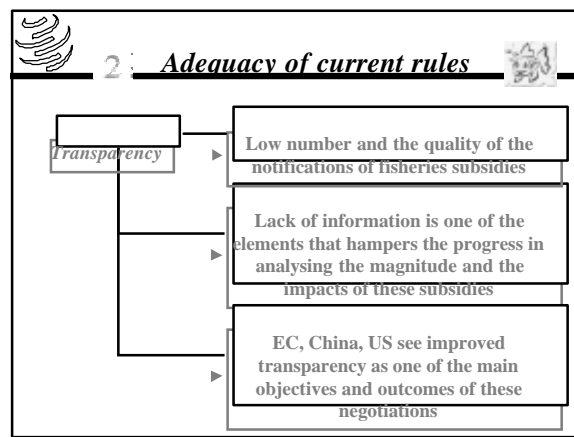 2 : Adequacy of current rules
Transparency
Low number and the quality of the
notifications of fisheries subsidies
Lack of information is one of the
elements that hampers the progress in
analysing the magnitude and the
impacts of these subsidies
EC, China, US see improved
transparency as one of the main
objectives and outcomes of these
negotiations